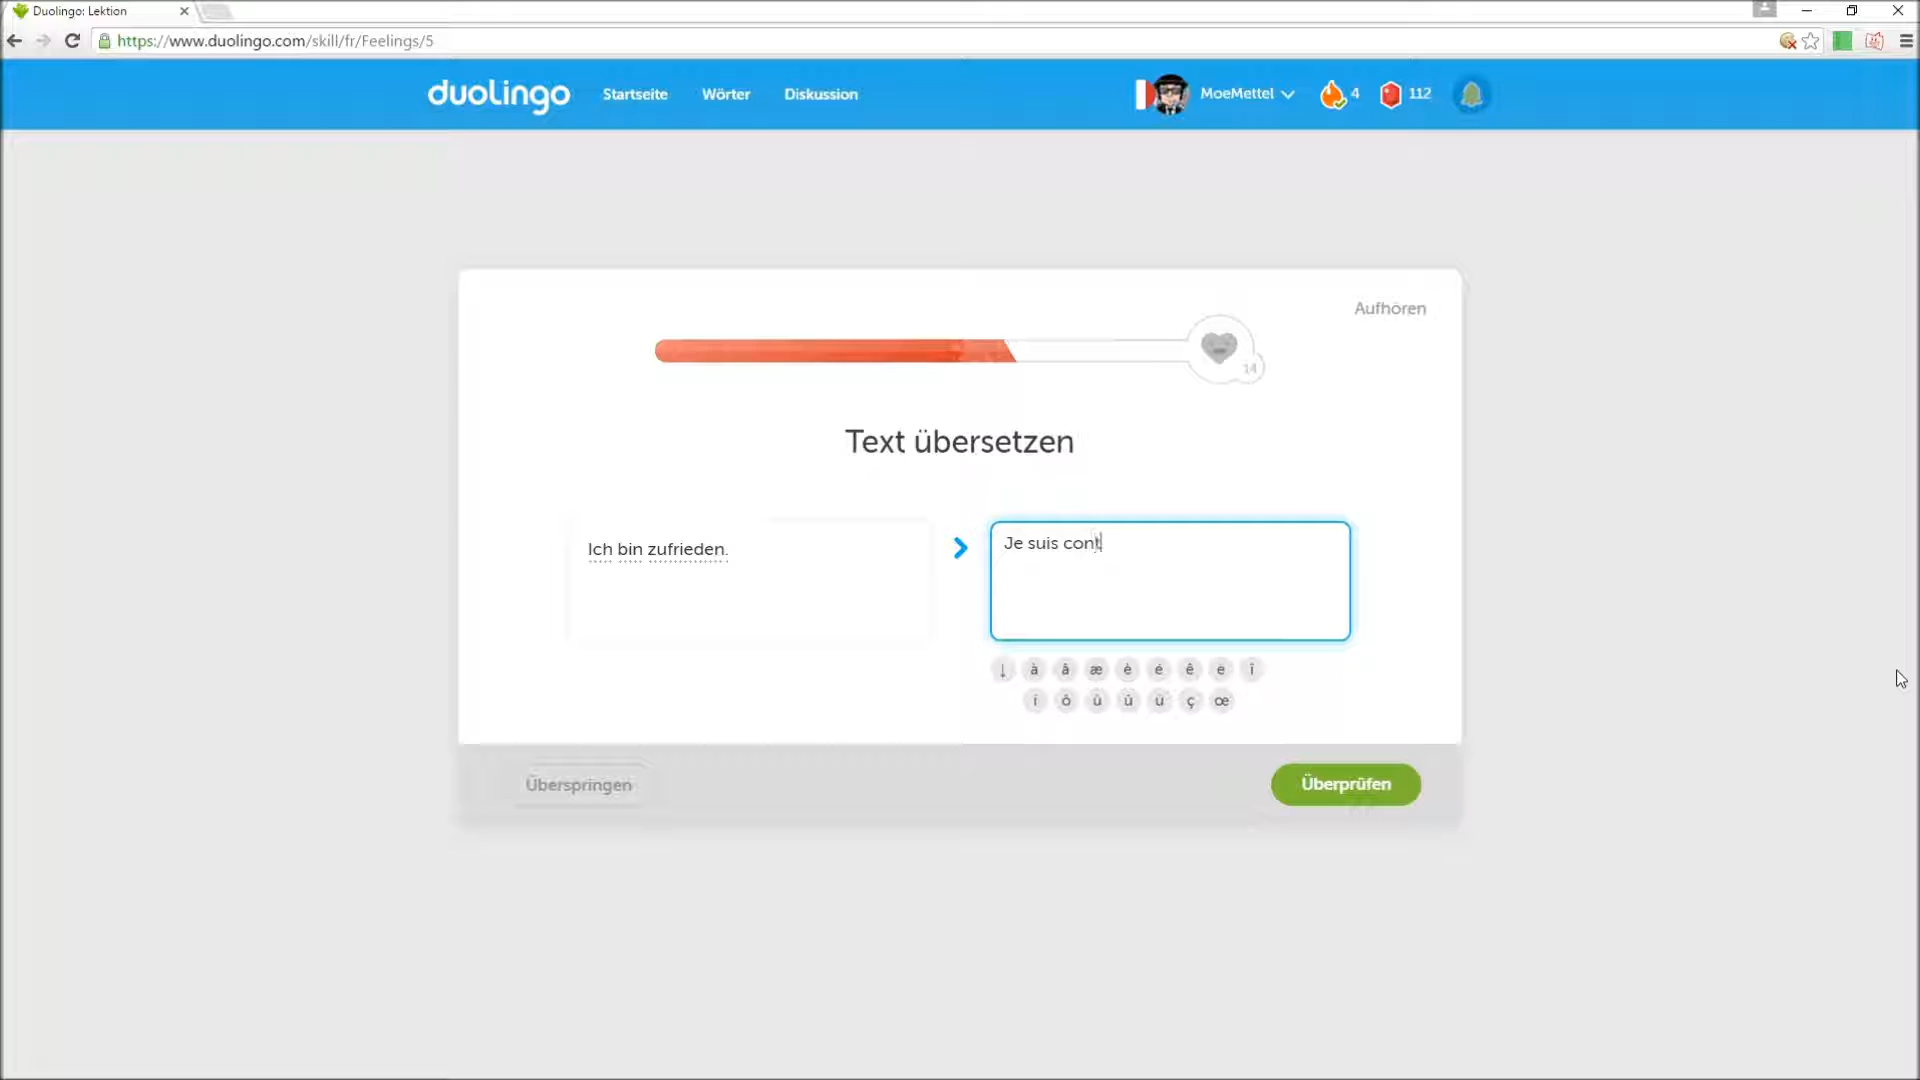 Duolingo: Lektion
https://www.duolingo.com/skill/fr/Feelings/5
duolingo
Startseite
Wörter
Diskussion
MoeMettel
4
112
Aufhören
14
Text übersetzen
Ich bin zufrieden.
Je suis cont
↓ à â æ è é ê ë î
ï ô ù û ü ç œ
Überspringen
Überprüfen